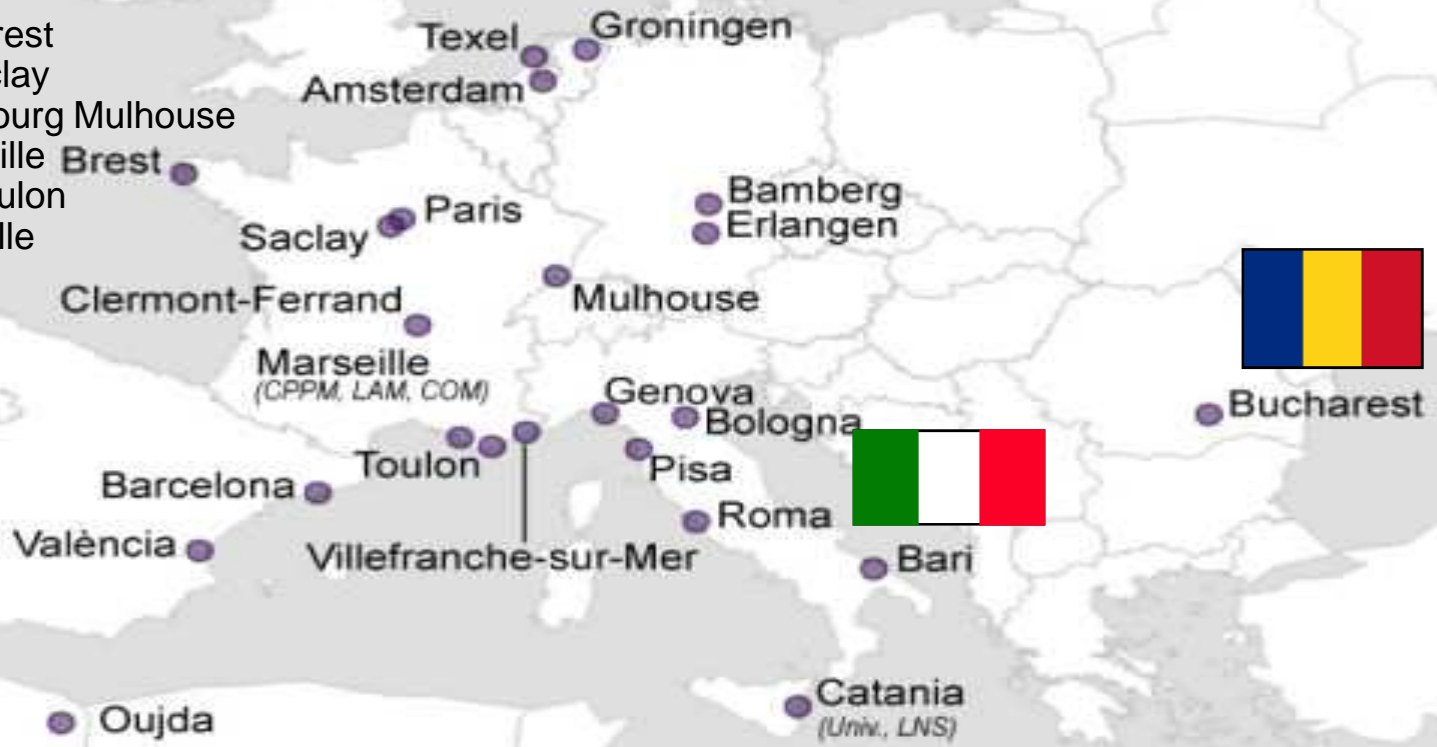 rest
clay
ourg Mulhouse
ille
ulon
lle
Texel
Groningen
Amsterdam
Brest
Bamberg
Paris
Erlangen
Saclay
Clermont-Ferrand
Mulhouse
Marseille
(CPPM, LAM, COM)
Genova
Bologna
Bucharest
Toulon
Pisa
Barcelona
Roma
València
Villefranche-sur-Mer
Bari
Catania
(Univ., LNS)
Oujda